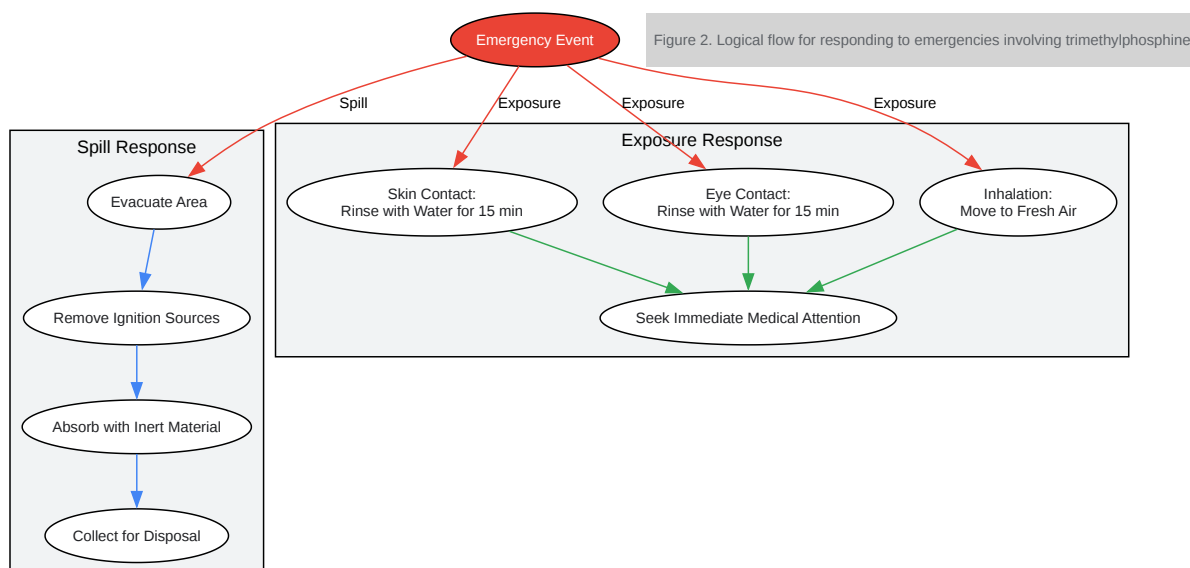 Emergency Event
Figure 2. Logical flow for responding to emergencies involving trimethylphosphine
Spill
Exposure
Exposure
Exposure
Spill Response
Evacuate Area
Remove Ignition Sources
Absorb with Inert Material
Collect for Disposal
Exposure Response
Skin Contact:
Rinse with Water for 15 min
Eye Contact:
Rinse with Water for 15 min
Inhalation:
Move to Fresh Air
Seek Immediate Medical Attention